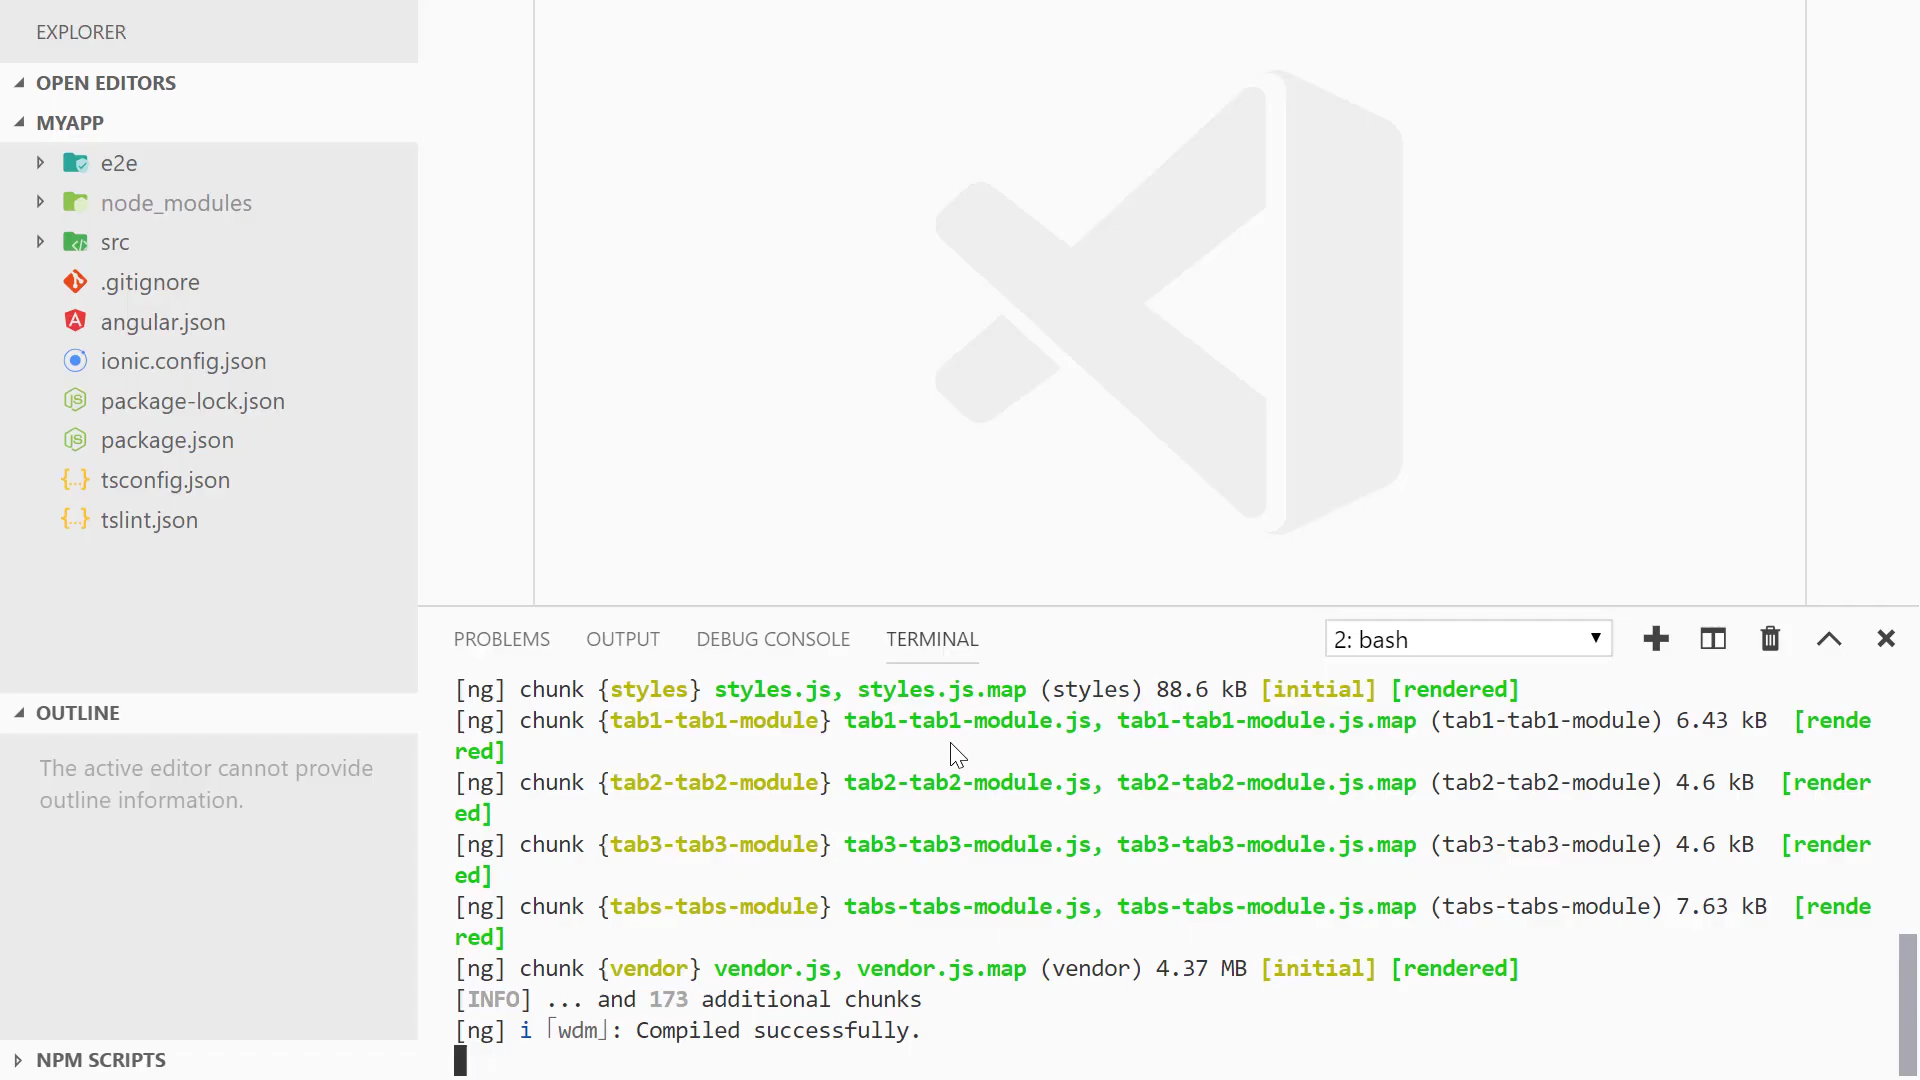 EXPLORER
OPEN EDITORS
MYAPP
e2e
node_modules
src
.gitignore
angular.json
ionic.config.json
package-lock.json
package.json
tsconfig.json
tslint.json
OUTLINE
The active editor cannot provide
outline information.
NPM SCRIPTS
PROBLEMS OUTPUT DEBUG CONSOLE TERMINAL 2: bash
[ng] chunk {styles} styles.js, styles.js.map (styles) 88.6 kB [initial] [rendered]
[ng] chunk {tab1-tab1-module} tab1-tab1-module.js, tab1-tab1-module.js.map (tab1-tab1-module) 6.43 kB  [rende
red]
[ng] chunk {tab2-tab2-module} tab2-tab2-module.js, tab2-tab2-module.js.map (tab2-tab2-module) 4.6 kB  [render
ed]
[ng] chunk {tab3-tab3-module} tab3-tab3-module.js, tab3-tab3-module.js.map (tab3-tab3-module) 4.6 kB  [render
ed]
[ng] chunk {tabs-tabs-module} tabs-tabs-module.js, tabs-tabs-module.js.map (tabs-tabs-module) 7.63 kB  [rende
red]
[ng] chunk {vendor} vendor.js, vendor.js.map (vendor) 4.37 MB [initial] [rendered]
[INFO] ... and 173 additional chunks
[ng] i ｢wdm｣: Compiled successfully.